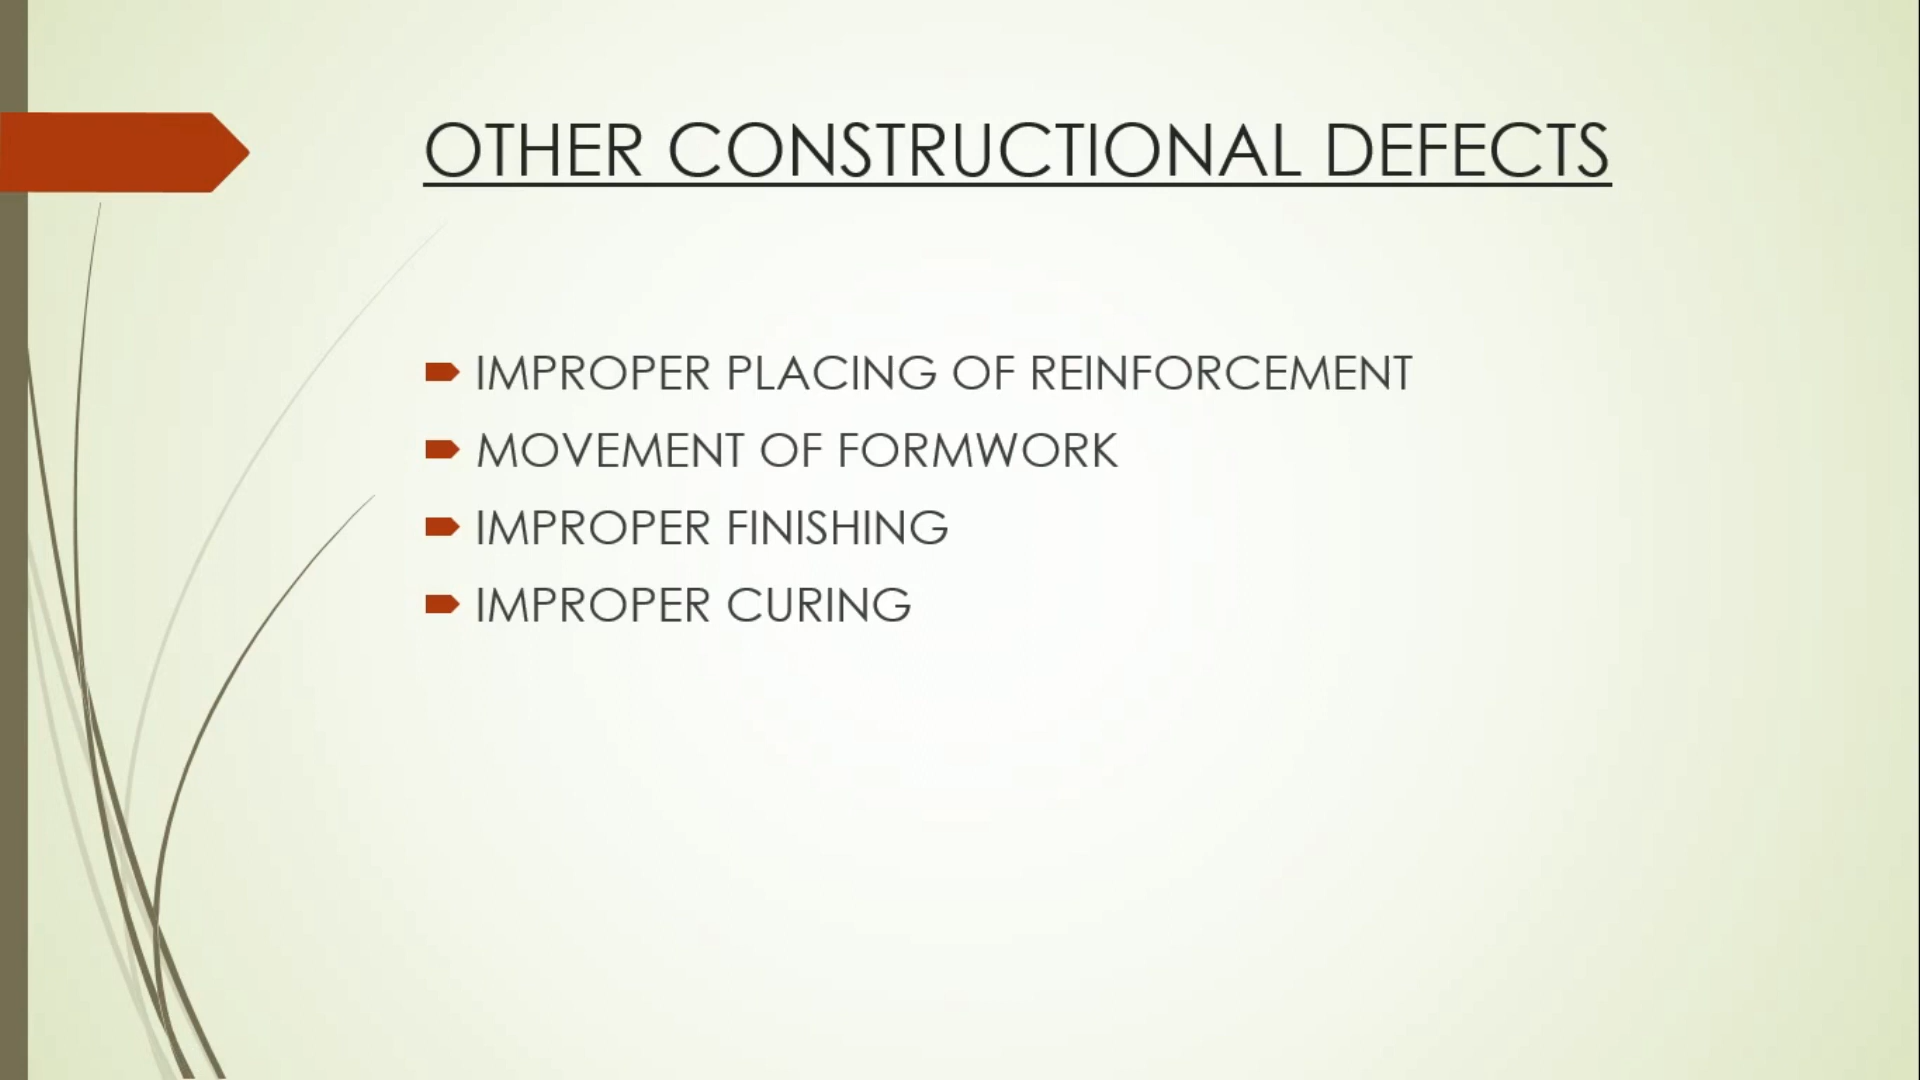 OTHER CONSTRUCTIONAL DEFECTS
IMPROPER PLACING OF REINFORCEMENT
MOVEMENT OF FORMWORK
IMPROPER FINISHING
IMPROPER CURING